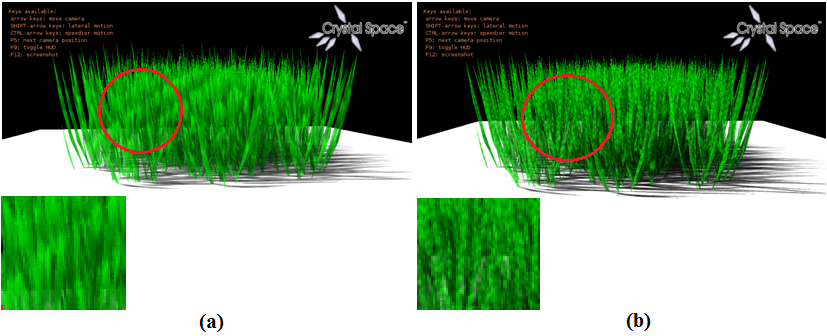 Keys available:
arrow keys: move camera
SHIFT-arrow keys: lateral motion
CTRL-arrow keys: speedier motion
F5: next camera position
F9: toggle HUD
F12: screenshot
Crystal Space™
(a)
Keys available:
arrow keys: move camera
SHIFT-arrow keys: lateral motion
CTRL-arrow keys: speedier motion
F5: next camera position
F9: toggle HUD
F12: screenshot
Crystal Space™
(b)